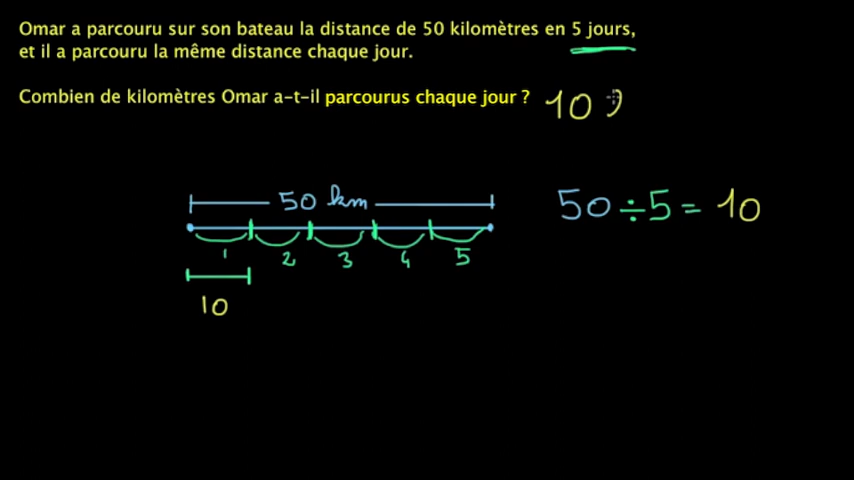 Omar a parcouru sur son bateau la distance de 50 kilomètres en 5 jours,
et il a parcouru la même distance chaque jour.
Combien de kilomètres Omar a-t-il parcourus chaque jour ? 10
50 km
50 ÷ 5 = 10
1 2 3 4 5
10